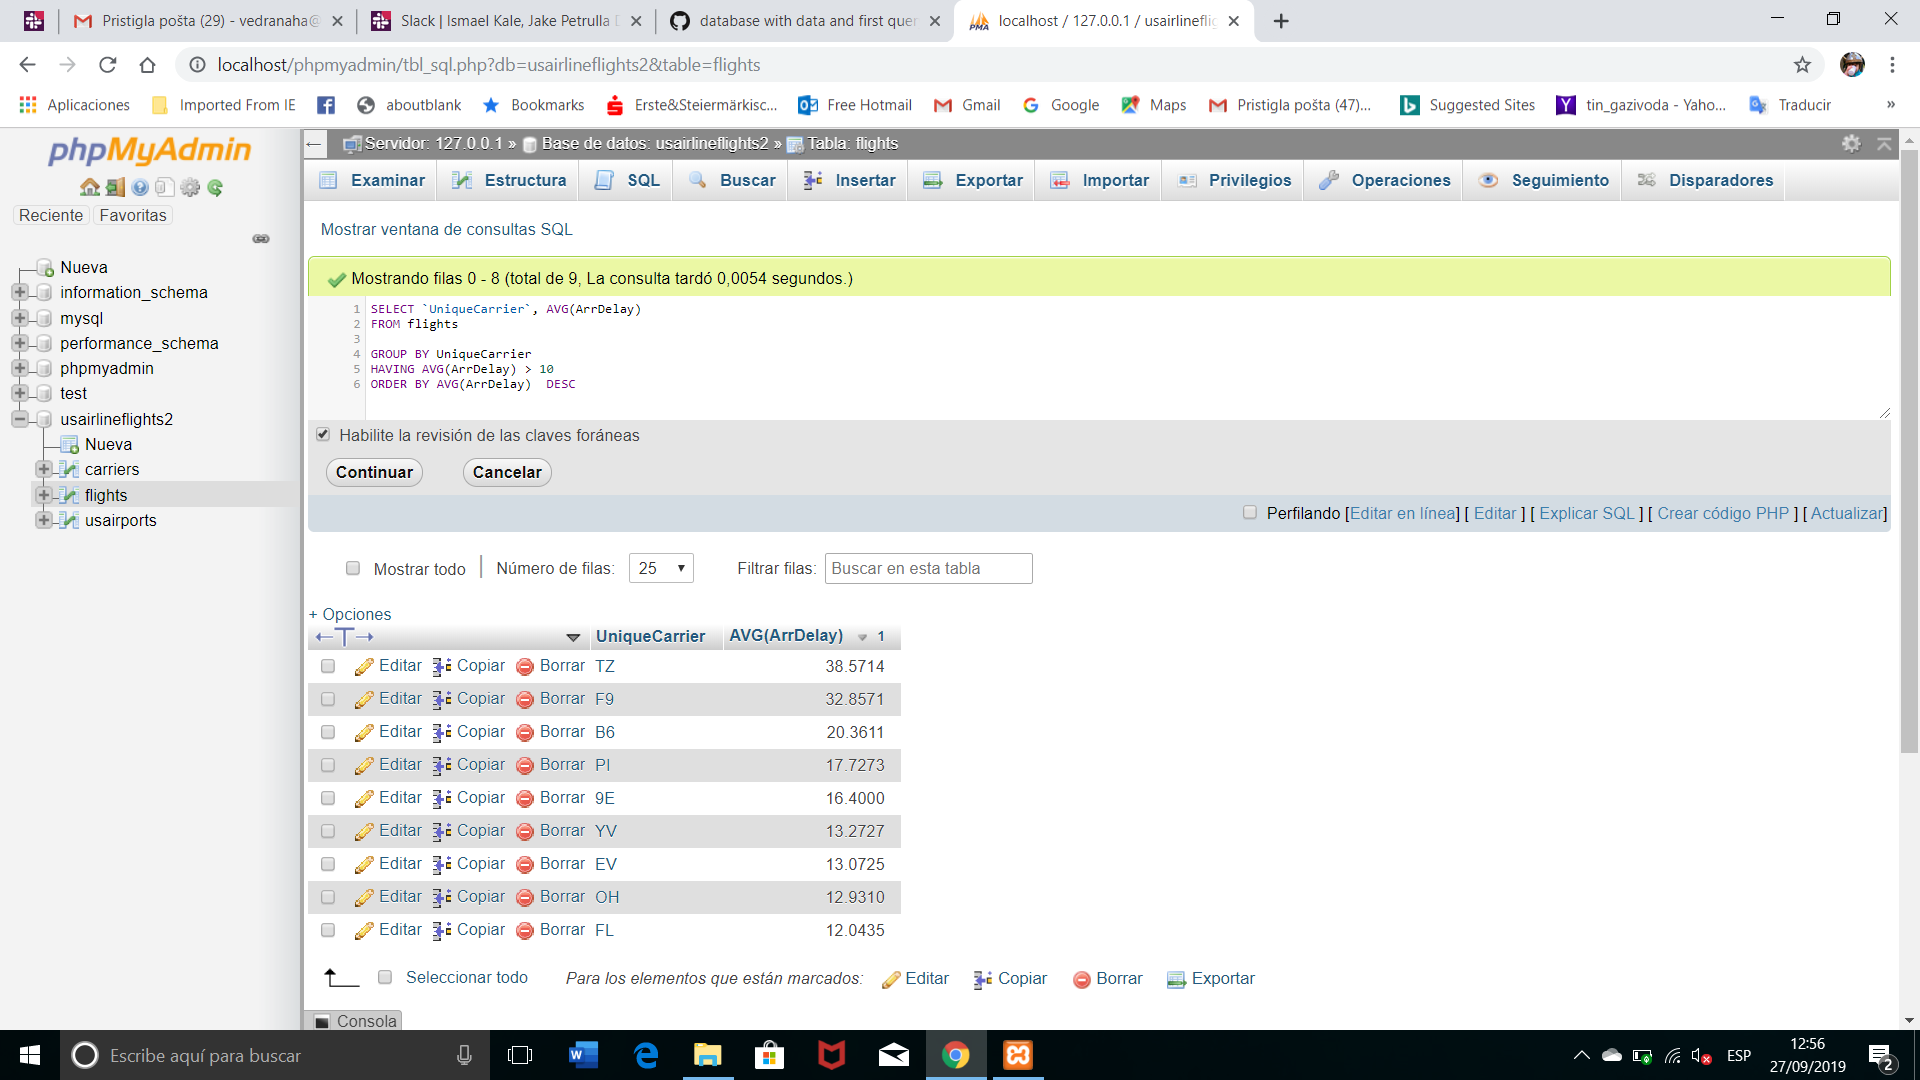 Pristigla pošta (29) - vedranaha@
Slack | Ismael Kale, Jake Petrulla
database with data and first quer
localhost / 127.0.0.1 / usairlinefli
localhost/phpmyadmin/tbl_sql.php?db=usairlineflights2&table=flights
Aplicaciones
Imported From IE
aboutblank
Bookmarks
Erste&Steiermärkisc...
Free Hotmail
Gmail
Google
Maps
Pristigla pošta (47)...
Suggested Sites
tin_gazivoda - Yaho...
Traducir
»
phpMyAdmin
Reciente
Favoritas
Nueva
information_schema
mysql
performance_schema
phpmyadmin
test
usairlineflights2
Nueva
carriers
flights
usairports
Servidor: 127.0.0.1 » Base de datos: usairlineflights2 » Tabla: flights
Examinar
Estructura
SQL
Buscar
Insertar
Exportar
Importar
Privilegios
Operaciones
Seguimiento
Disparadores
Mostrar ventana de consultas SQL
Mostrando filas 0 - 8 (total de 9, La consulta tardó 0,0054 segundos.)
1 SELECT `UniqueCarrier`, AVG(ArrDelay)
2 FROM flights
3
4 GROUP BY UniqueCarrier
5 HAVING AVG(ArrDelay) > 10
6 ORDER BY AVG(ArrDelay) DESC
Habilite la revisión de las claves foráneas
Continuar
Cancelar
Perfilando [Editar en línea] [ Editar ] [ Explicar SQL ] [ Crear código PHP ] [ Actualizar]
Mostrar todo
Número de filas: 25
Filtrar filas: Buscar en esta tabla
+ Opciones
UniqueCarrier AVG(ArrDelay) 1
Editar Copiar Borrar TZ 38.5714
Editar Copiar Borrar F9 32.8571
Editar Copiar Borrar B6 20.3611
Editar Copiar Borrar PI 17.7273
Editar Copiar Borrar 9E 16.4000
Editar Copiar Borrar YV 13.2727
Editar Copiar Borrar EV 13.0725
Editar Copiar Borrar OH 12.9310
Editar Copiar Borrar FL 12.0435
Seleccionar todo Para los elementos que están marcados: Editar Copiar Borrar Exportar
Consola
Escribe aquí para buscar
ESP
12:56
27/09/2019
2